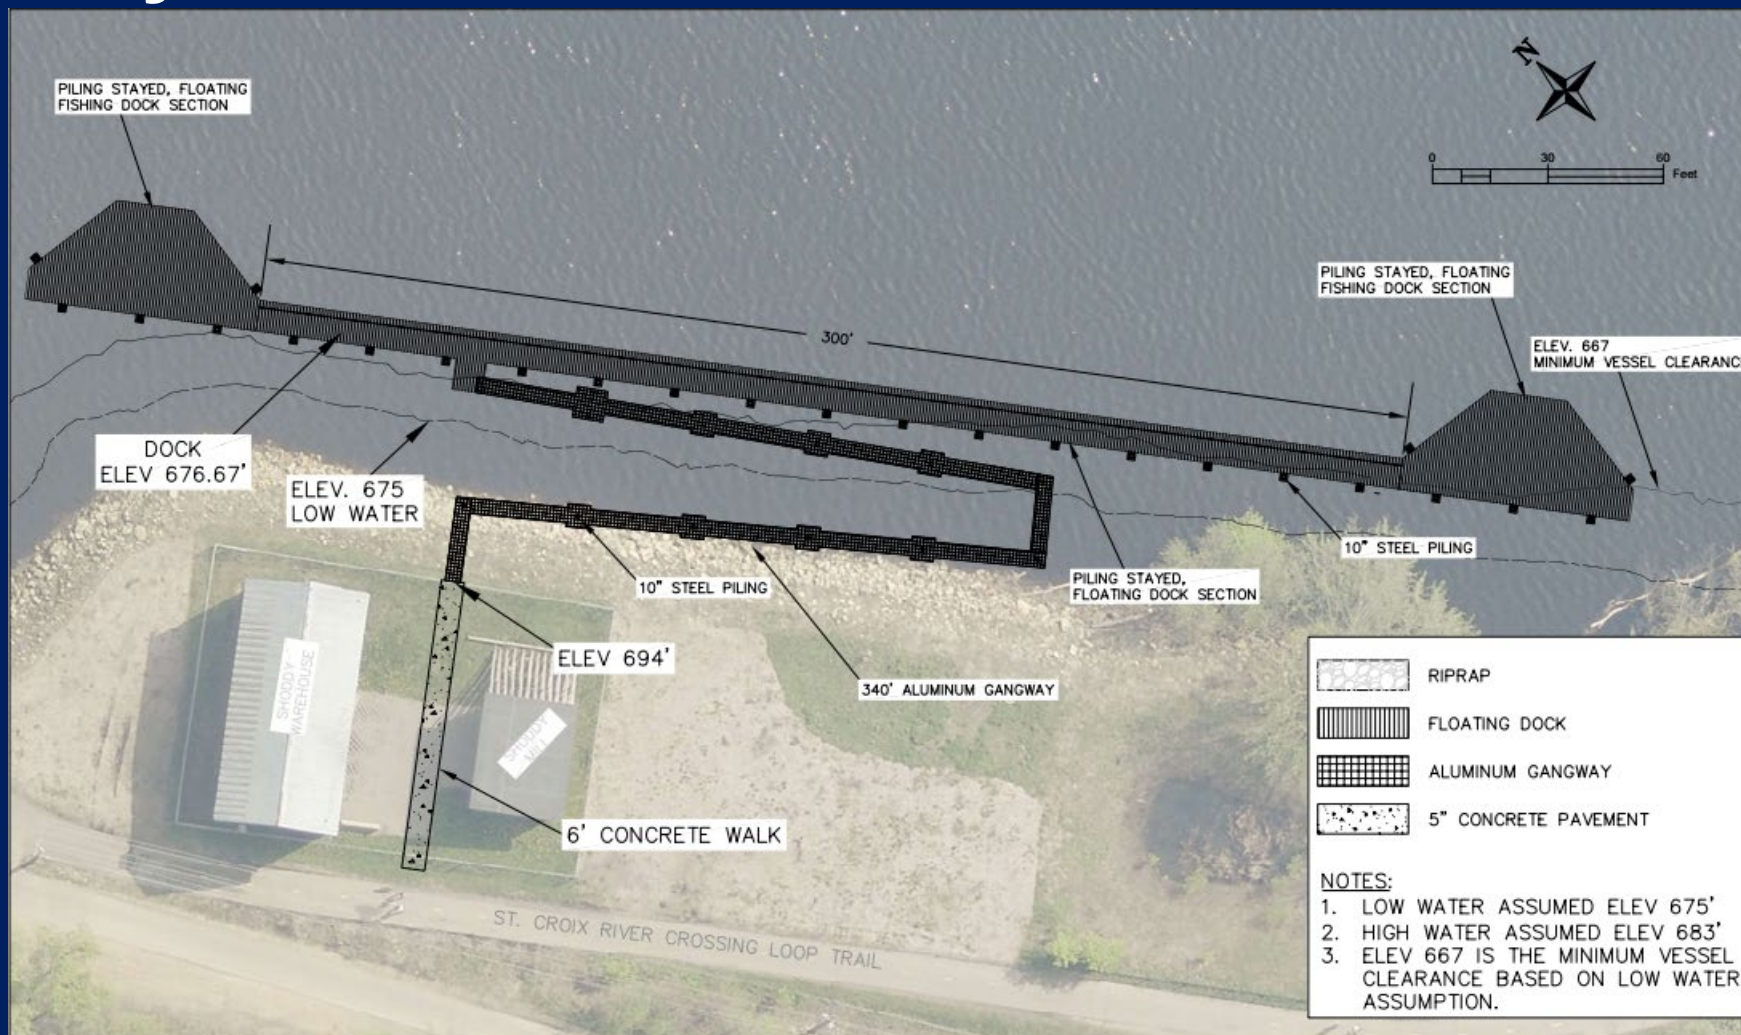 N
0 30 60
Feet
PILING STAYED, FLOATING
FISHING DOCK SECTION
PILING STAYED, FLOATING
FISHING DOCK SECTION
300'
ELEV. 667
MINIMUM VESSEL
DOCK
ELEV 676.67'
ELEV. 675
LOW WATER
10" STEEL PILING
10" STEEL PILING
PILING STAYED,
FLOATING DOCK SECTION
ELEV 694'
340' ALUMINUM GANGWAY
SHODDY
WAREHOUSE
SHODDY
MILL
6' CONCRETE WALK
ST. CROIX RIVER CROSSING LOOP TRAIL
RIPRAP
FLOATING DOCK
ALUMINUM GANGWAY
5" CONCRETE PAVEMENT
NOTES:
1. LOW WATER ASSUMED ELEV 675'
2. HIGH WATER ASSUMED ELEV 683'
3. ELEV 667 IS THE MINIMUM VESSEL
CLEARANCE BASED ON LOW WATER
ASSUMPTION.